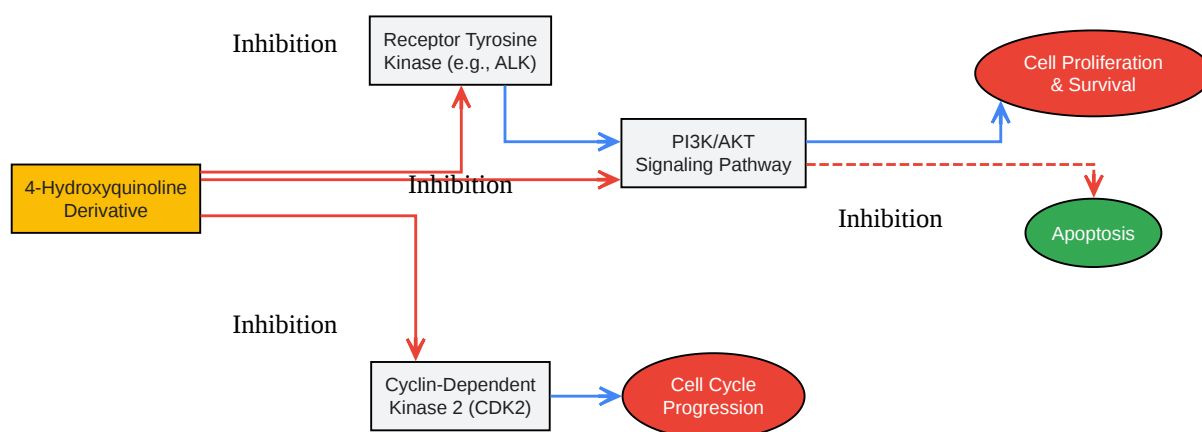 Inhibition
Receptor Tyrosine
Kinase (e.g., ALK)
Cell Proliferation
& Survival
PI3K/AKT
Signaling Pathway
4-Hydroxyquinoline
Derivative
Inhibition
Inhibition
Apoptosis
Inhibition
Cyclin-Dependent
Kinase 2 (CDK2)
Cell Cycle
Progression